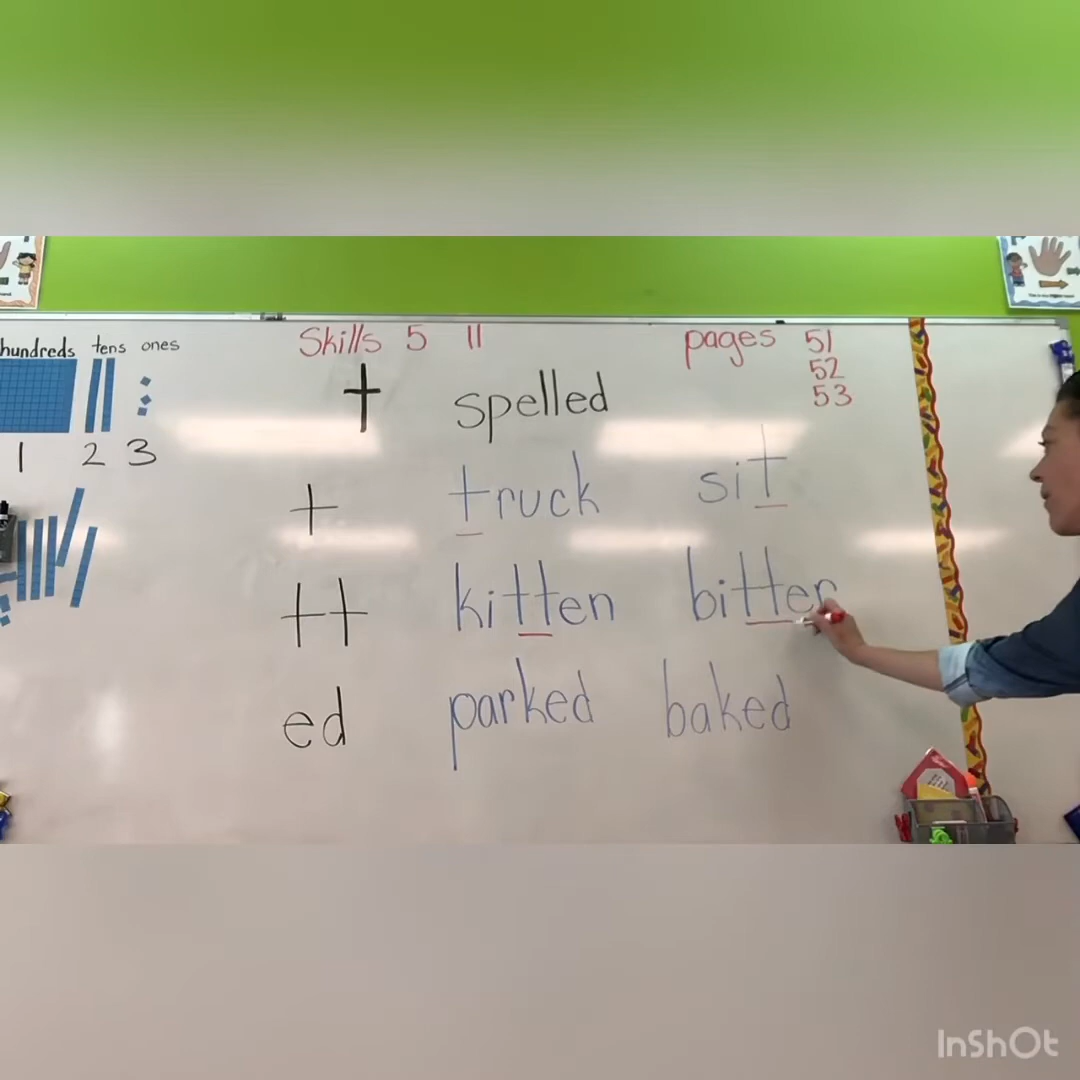 hundreds tens ones
1 2 3
Skills 5 11
pages 51
52
53
t spelled
t truck sit
tt kitten bitter
ed parked baked
InShOt